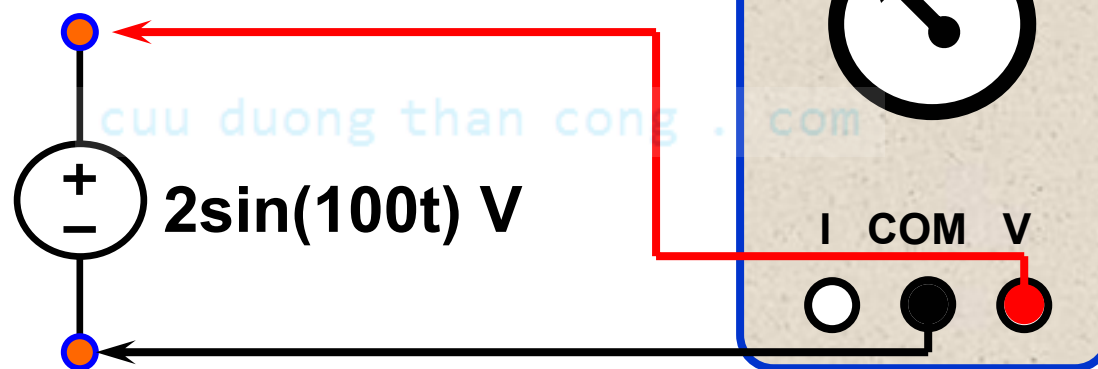 cuu duong than cong . com
+
−
2sin(100t) V
I COM V